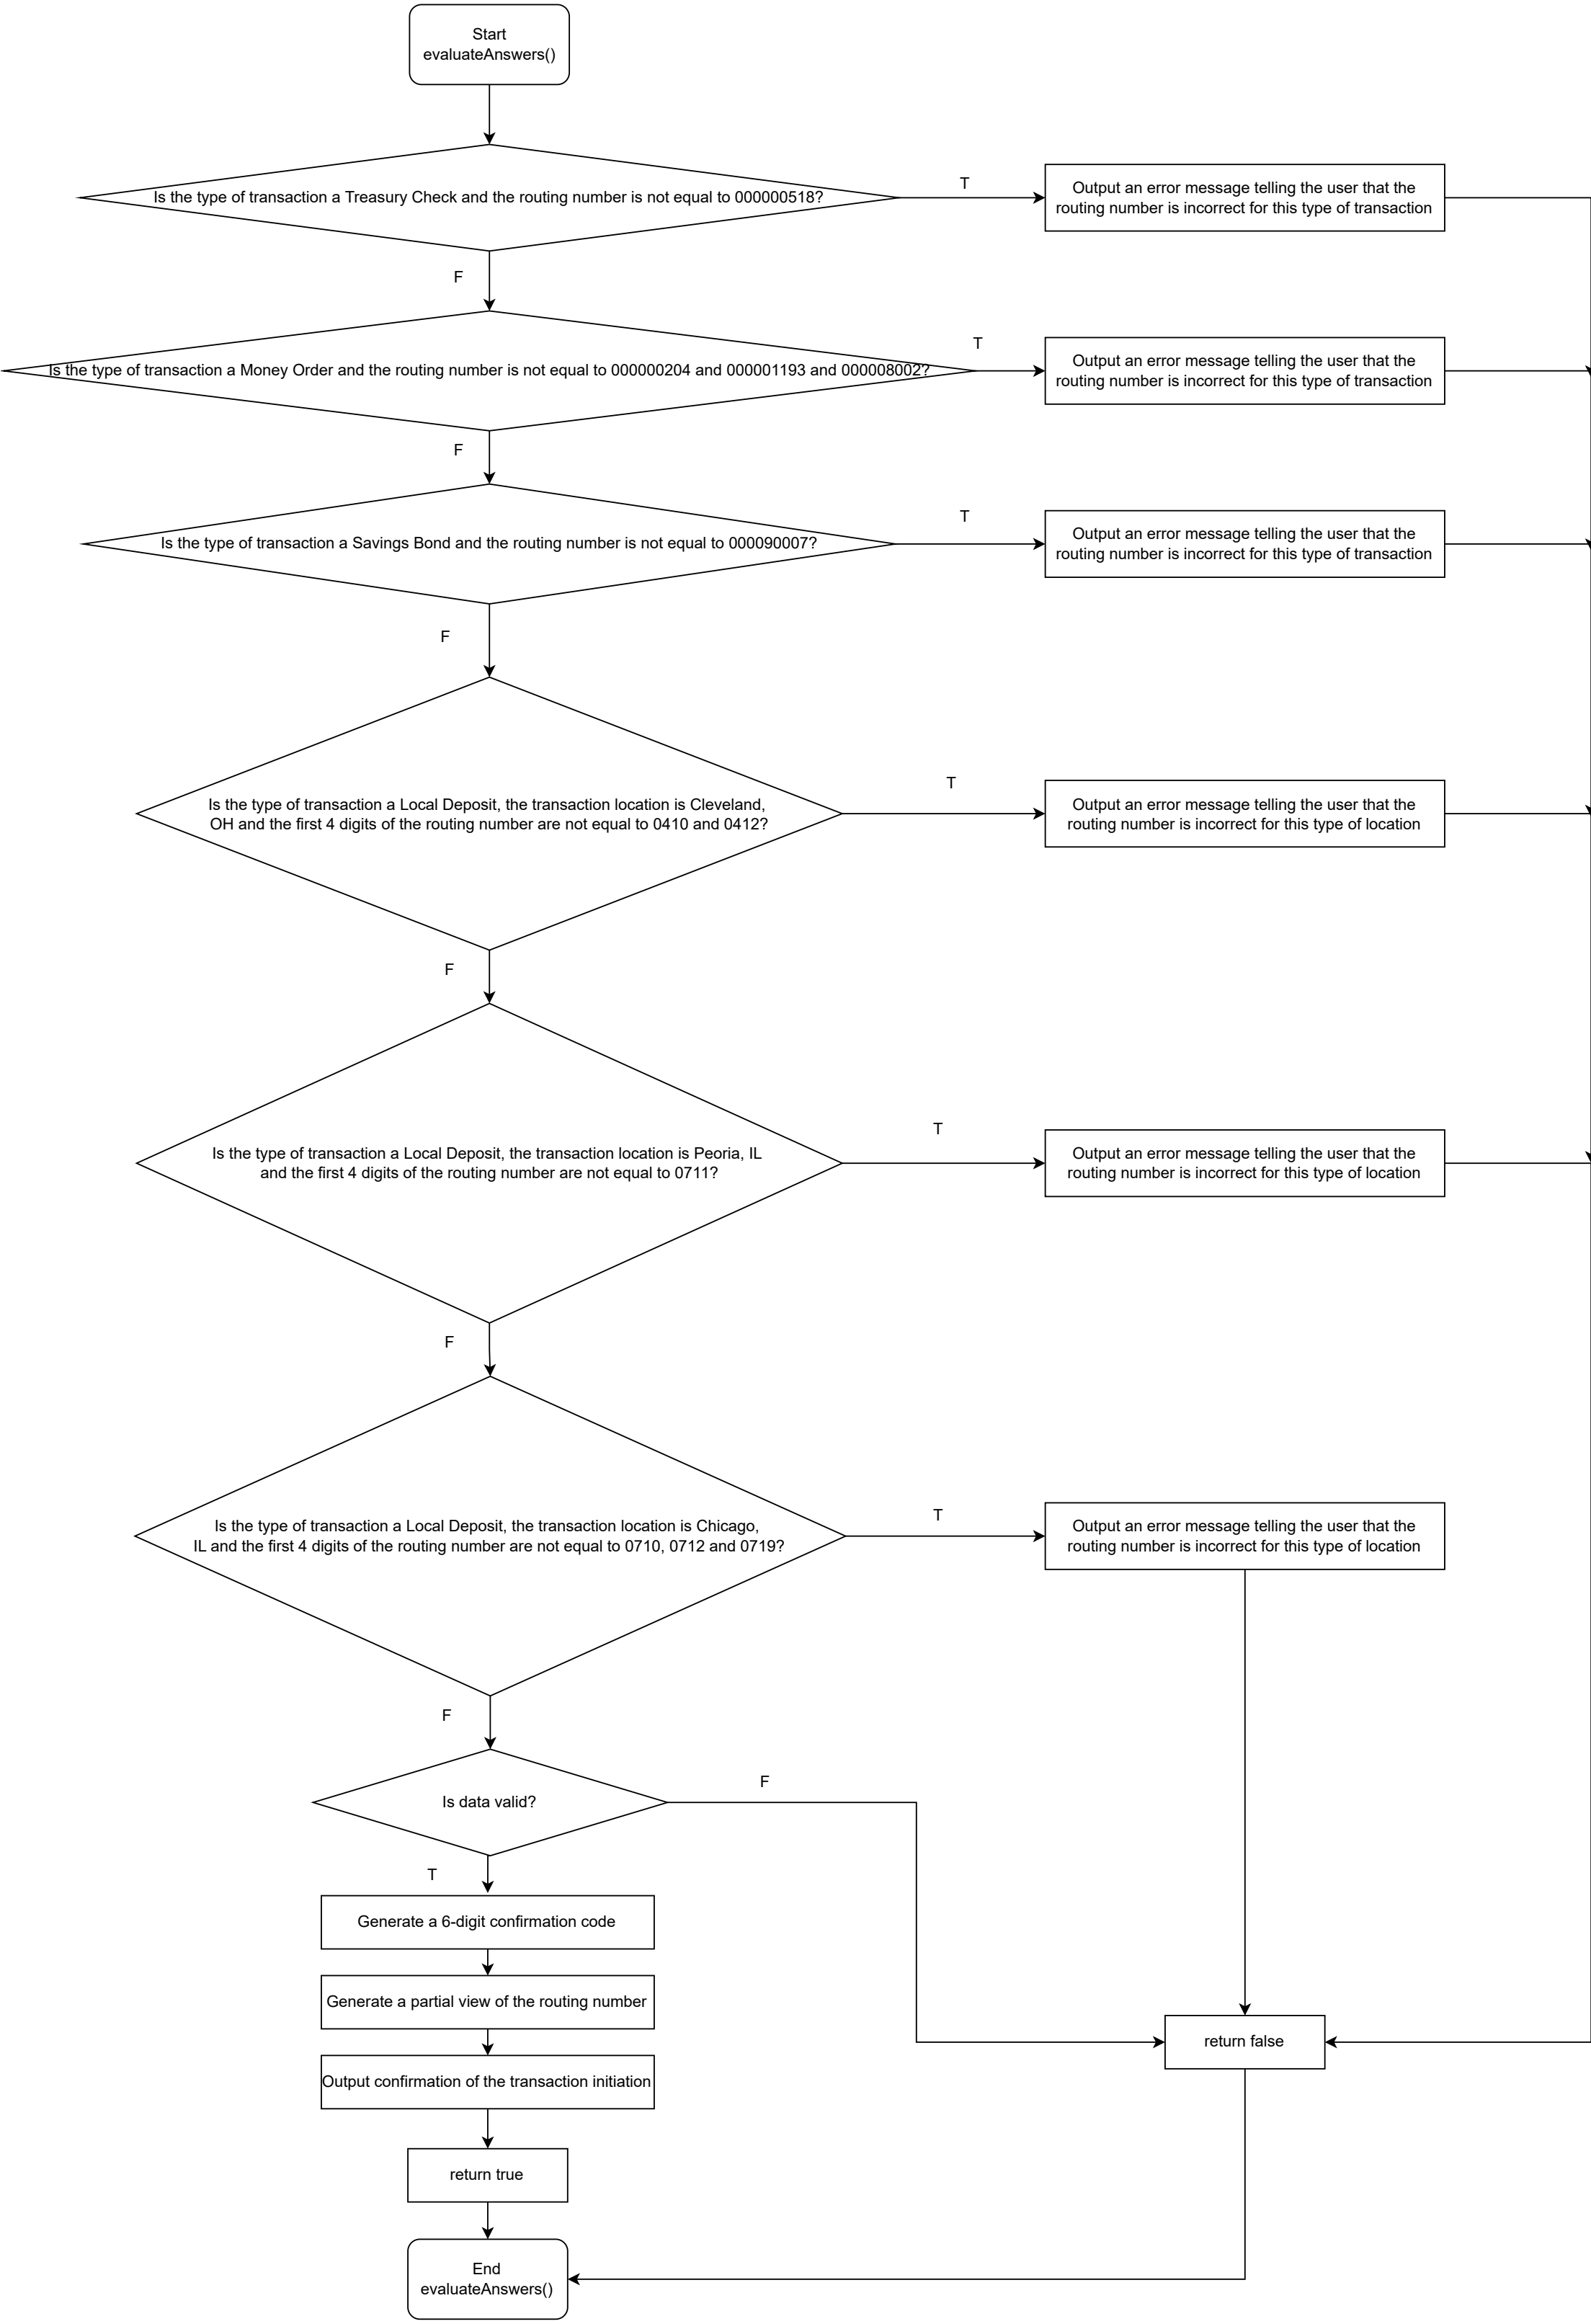 Start
evaluateAnswers()
Is the type of transaction a Treasury Check and the routing number is not equal to 000000518?
T
Output an error message telling the user that the
routing number is incorrect for this type of transaction
F
Is the type of transaction a Money Order and the routing number is not equal to 000000204 and 000001193 and 000008002?
T
Output an error message telling the user that the
routing number is incorrect for this type of transaction
F
Is the type of transaction a Savings Bond and the routing number is not equal to 000090007?
T
Output an error message telling the user that the
routing number is incorrect for this type of transaction
F
Is the type of transaction a Local Deposit, the transaction location is Cleveland,
OH and the first 4 digits of the routing number are not equal to 0410 and 0412?
T
Output an error message telling the user that the
routing number is incorrect for this type of location
F
Is the type of transaction a Local Deposit, the transaction location is Peoria, IL
and the first 4 digits of the routing number are not equal to 0711?
T
Output an error message telling the user that the
routing number is incorrect for this type of location
F
Is the type of transaction a Local Deposit, the transaction location is Chicago,
IL and the first 4 digits of the routing number are not equal to 0710, 0712 and 0719?
T
Output an error message telling the user that the
routing number is incorrect for this type of location
F
Is data valid?
F
T
Generate a 6-digit confirmation code
Generate a partial view of the routing number
return false
Output confirmation of the transaction initiation
return true
End
evaluateAnswers()